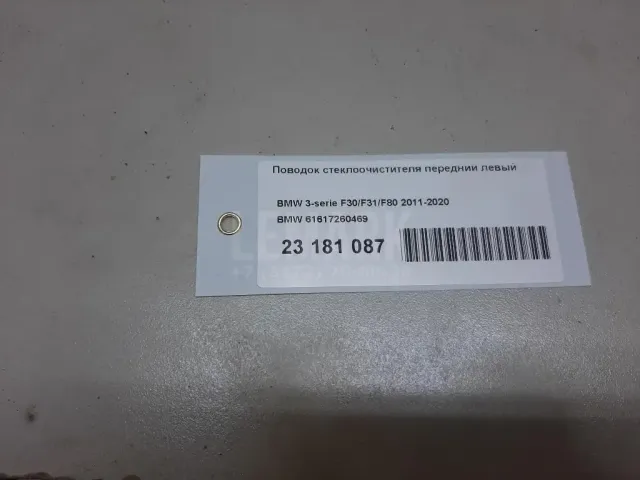 Поводок стеклоочистителя передний левый
BMW 3-serie F30/F31/F80 2011-2020
BMW 61617260469
23 181 087